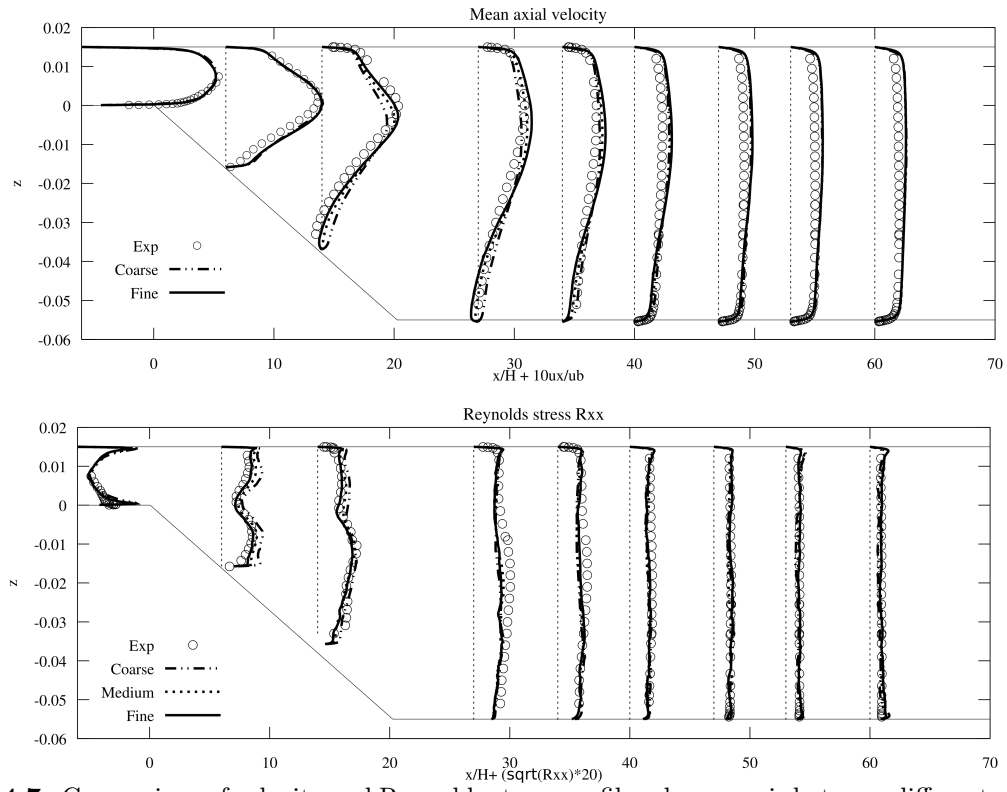 Mean axial velocity
0.02
0.01
0
-0.01
-0.02
-0.03
-0.04
-0.05
-0.06
z
Exp
Coarse
Fine
0 10 20 30 40 50 60 70
x/H + 10ux/ub
Reynolds stress Rxx
0.02
0.01
0
-0.01
-0.02
-0.03
-0.04
-0.05
-0.06
z
Exp
Coarse
Medium
Fine
0 10 20 30 40 50 60 70
x/H+ (sqrt(Rxx)*20)